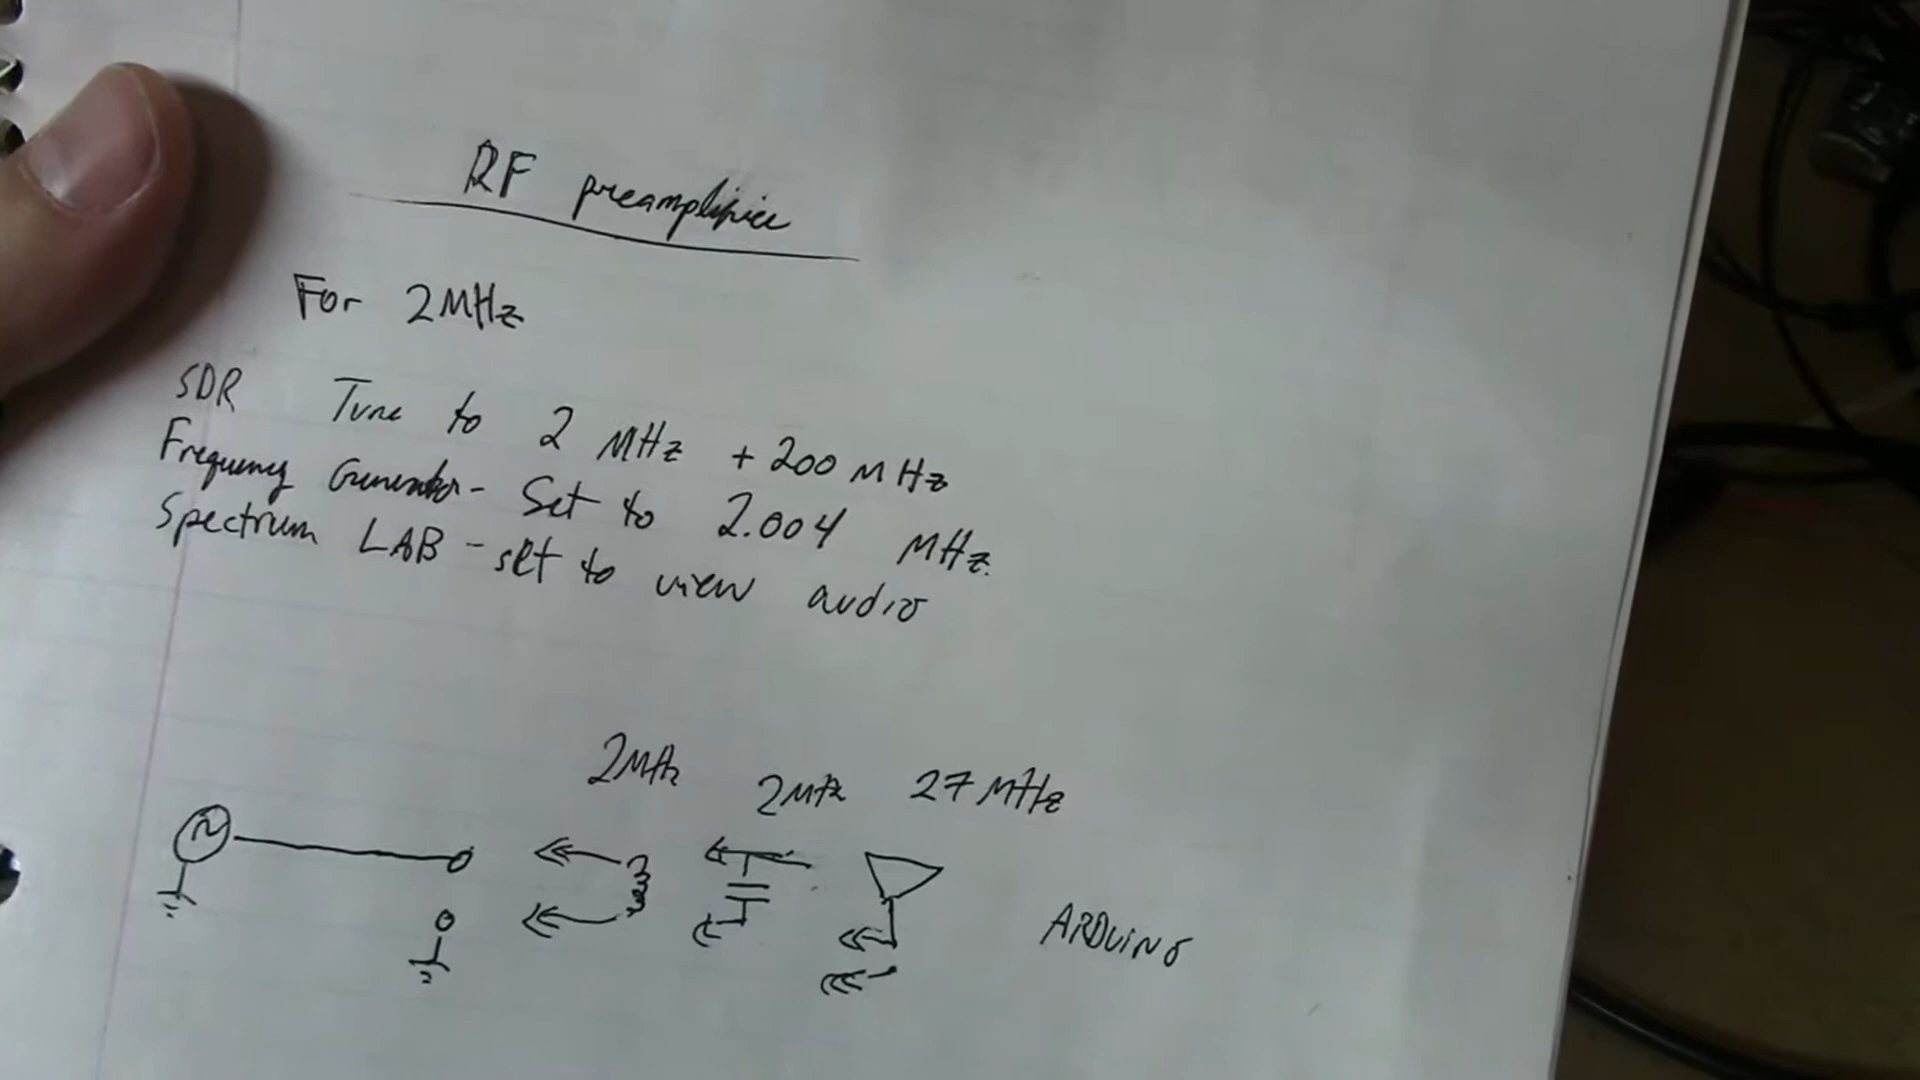 RF preamplifier
For 2MHz
SDR Tune to 2 MHz + 200 MHz
Frequency Generator - Set to 2.004 MHz.
Spectrum LAB - set to view audio
2MHz 2MHz 27 MHz
ARDUINO